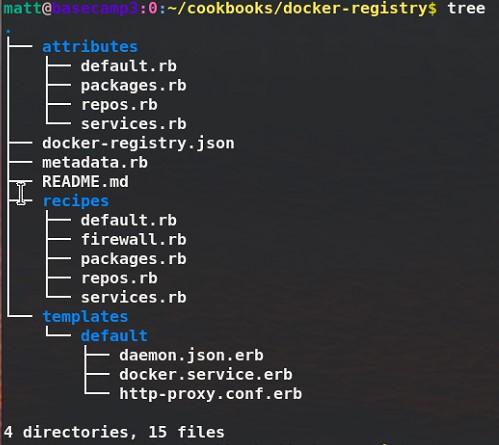 matt@basecamp3:0:~/cookbooks/docker-registry$ tree
.
├── attributes
│   ├── default.rb
│   ├── packages.rb
│   ├── repos.rb
│   └── services.rb
├── docker-registry.json
├── metadata.rb
├── README.md
├── recipes
│   ├── default.rb
│   ├── firewall.rb
│   ├── packages.rb
│   ├── repos.rb
│   └── services.rb
└── templates
    └── default
        ├── daemon.json.erb
        ├── docker.service.erb
        └── http-proxy.conf.erb
4 directories, 15 files